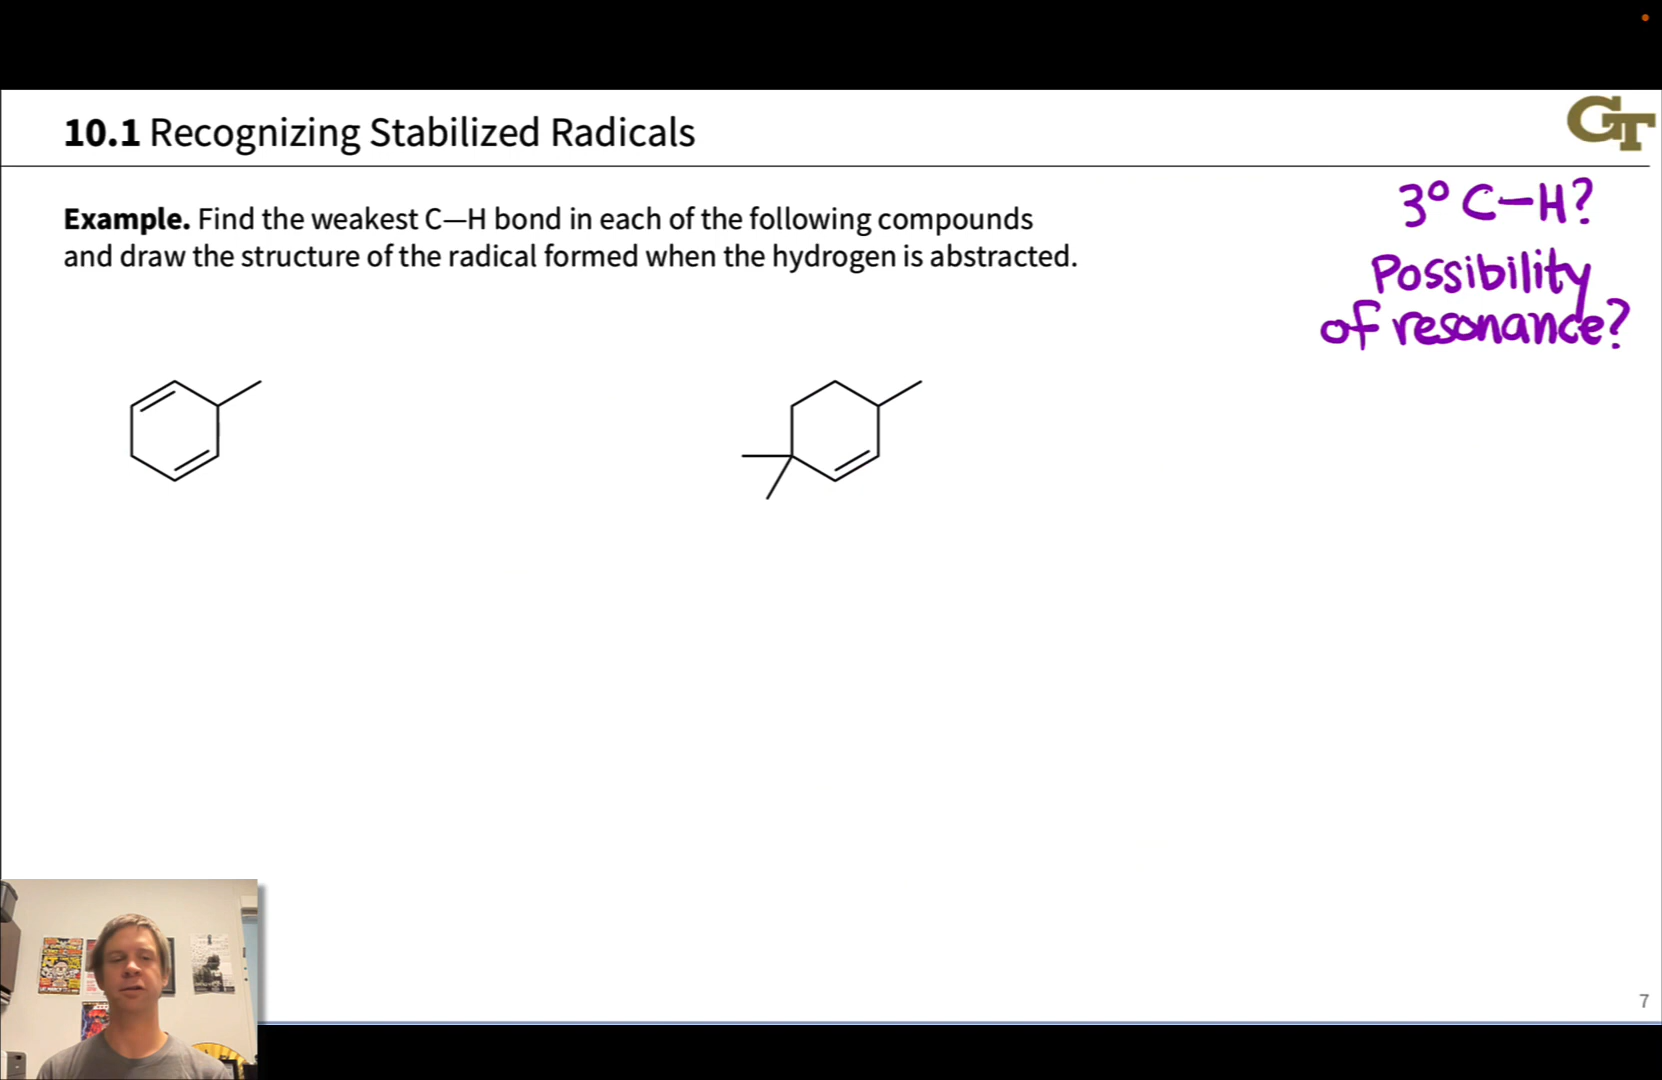 10.1 Recognizing Stabilized Radicals
GT
Example. Find the weakest C—H bond in each of the following compounds
and draw the structure of the radical formed when the hydrogen is abstracted.
3° C–H?
Possibility
of resonance?
7